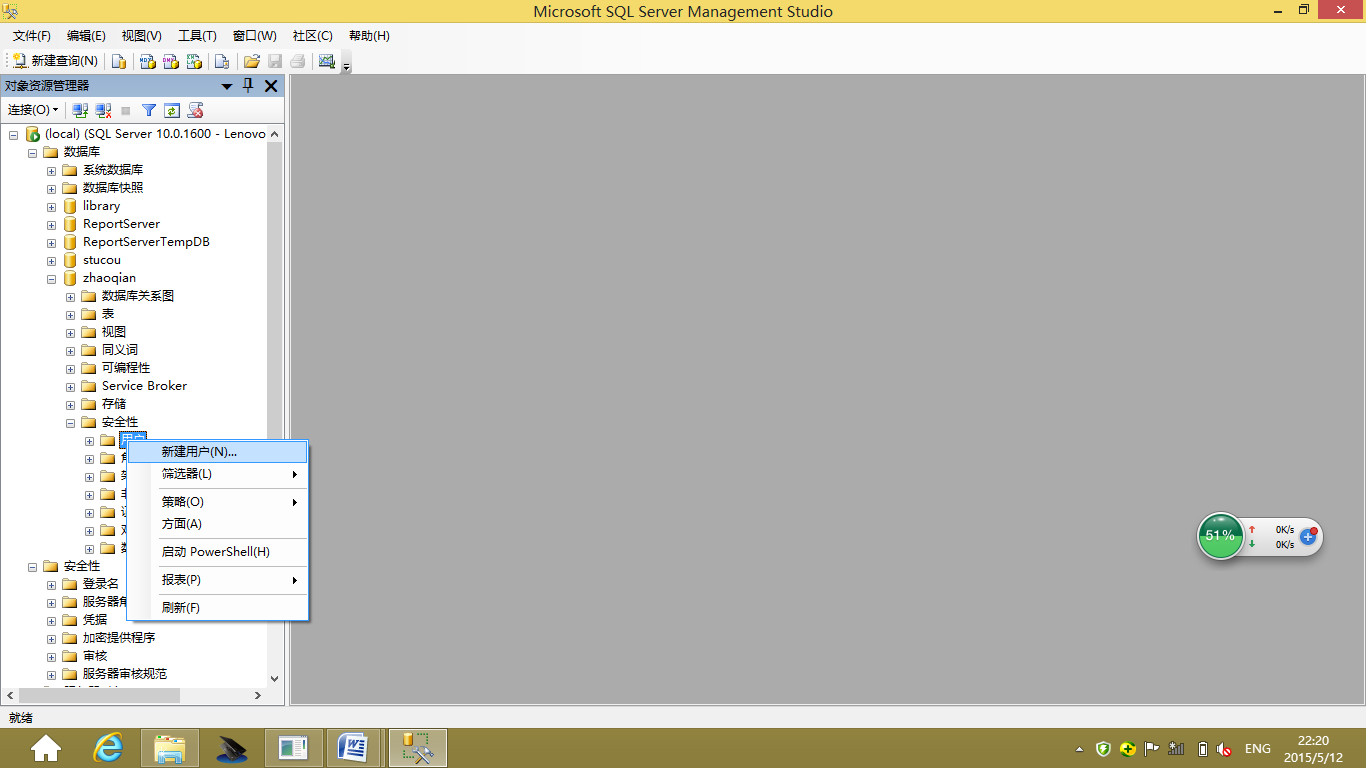 Microsoft SQL Server Management Studio
文件(F) 编辑(E) 视图(V) 工具(T) 窗口(W) 社区(C) 帮助(H)
新建查询(N)
对象资源管理器
连接(O)
(local) (SQL Server 10.0.1600 - Lenovo
数据库
系统数据库
数据库快照
library
ReportServer
ReportServerTempDB
stucou
zhaoqian
数据库关系图
表
视图
同义词
可编程性
Service Broker
存储
安全性
用户
新建用户(N)...
筛选器(L)
策略(O)
方面(A)
启动 PowerShell(H)
报表(P)
刷新(F)
安全性
登录名
服务器角
凭据
加密提供程序
审核
服务器审核规范
就绪
51%
0K/s
0K/s
ENG
22:20
2015/5/12